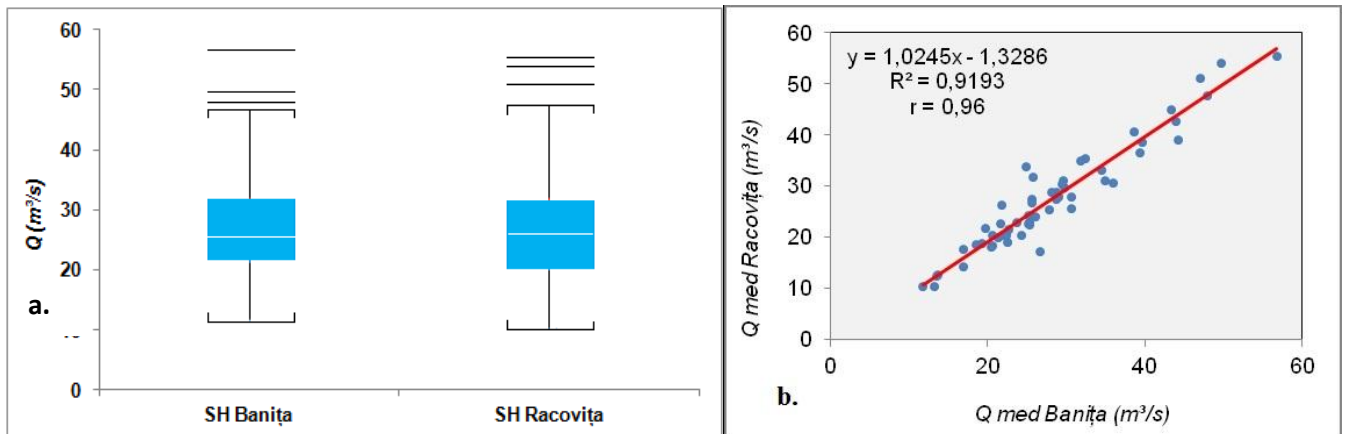 60
50
40
30
20
10
0
Q (m³/s)
a.
SH Banița
SH Racovița
y = 1,0245x - 1,3286
R² = 0,9193
r = 0,96
60
50
40
30
20
10
0
Q med Racovița (m³/s)
0
20
40
60
b.
Q med Banița (m³/s)